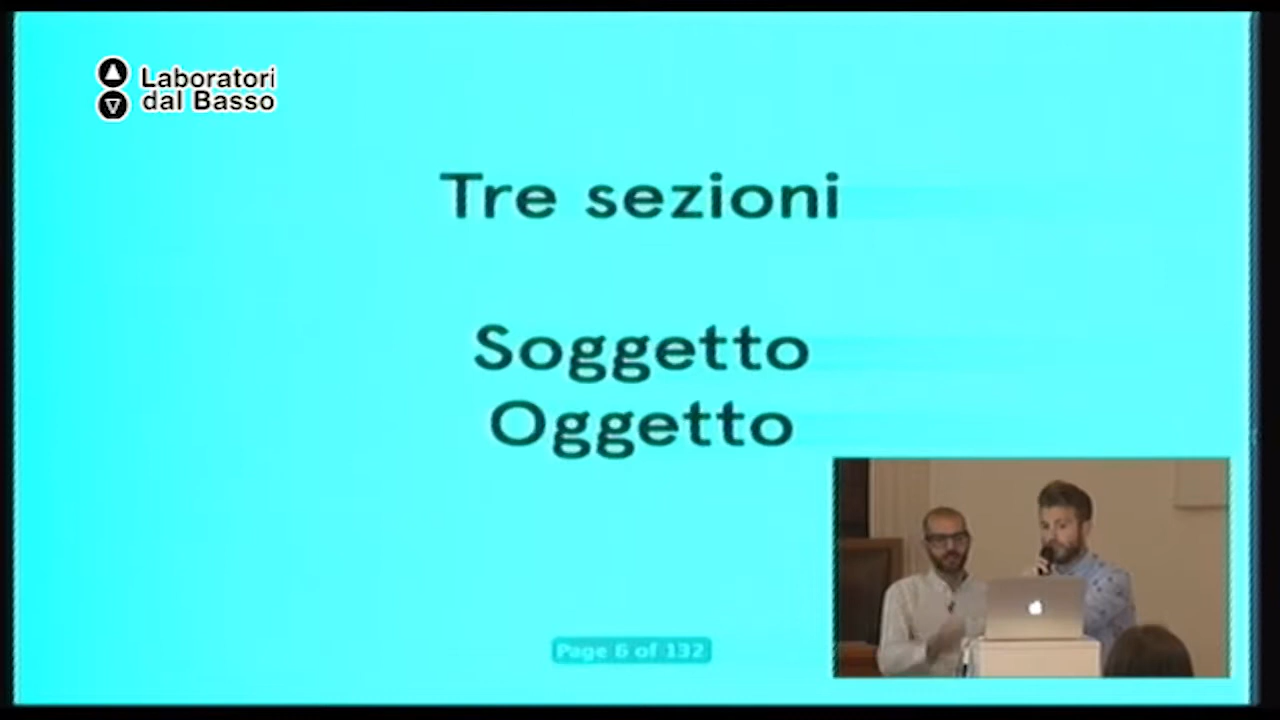 Laboratori
dal Basso
Tre sezioni
Soggetto
Oggetto
Page 6 of 132